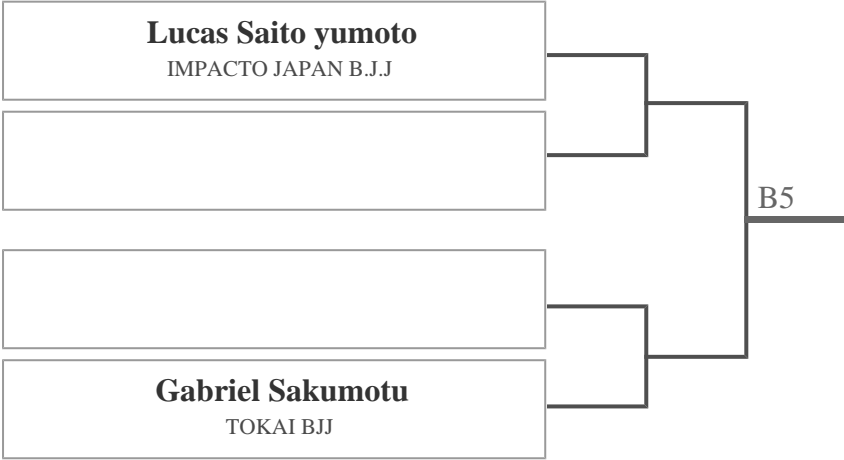 Lucas Saito yumoto
IMPACTO JAPAN B.J.J
B5
Gabriel Sakumotu
TOKAI BJJ